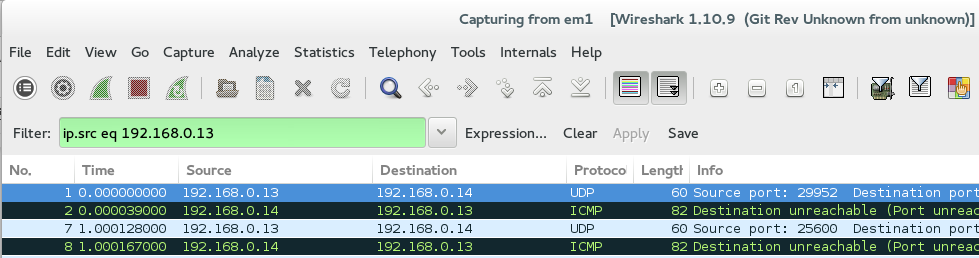 Capturing from em1 [Wireshark 1.10.9 (Git Rev Unknown from unknown)]
File Edit View Go Capture Analyze Statistics Telephony Tools Internals Help
Filter: ip.src eq 192.168.0.13 Expression... Clear Apply Save
No. Time Source Destination Protoco Length Info
1 0.000000000 192.168.0.13 192.168.0.14 UDP 60 Source port: 29952 Destination port
2 0.000039000 192.168.0.14 192.168.0.13 ICMP 82 Destination unreachable (Port unreac
7 1.000128000 192.168.0.13 192.168.0.14 UDP 60 Source port: 25600 Destination port
8 1.000167000 192.168.0.14 192.168.0.13 ICMP 82 Destination unreachable (Port unreac